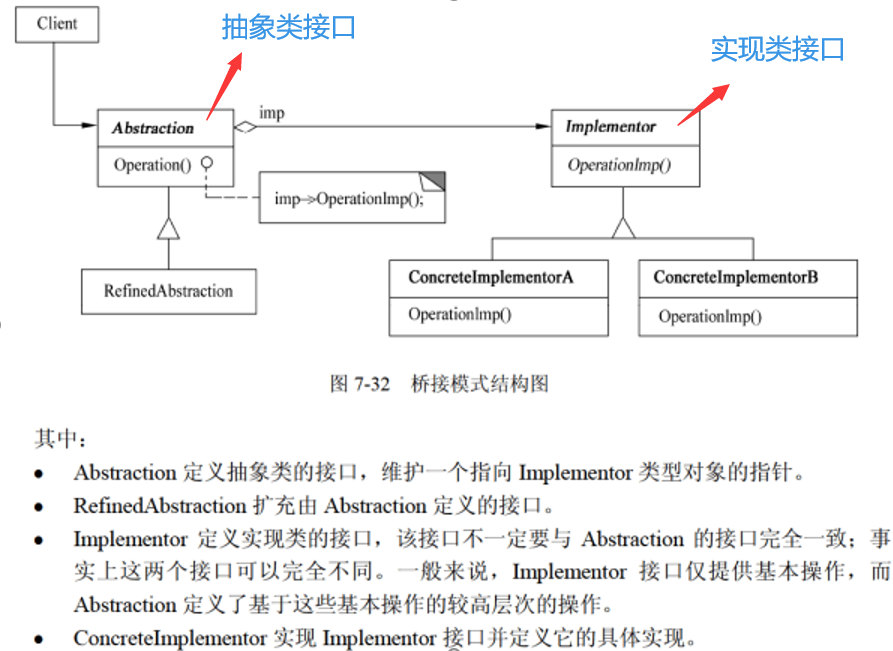 Client
抽象类接口
实现类接口
imp
Abstraction
Implementor
Operation()
OperationImp()
imp->OperationImp();
RefinedAbstraction
ConcreteImplementorA
ConcreteImplementorB
OperationImp()
OperationImp()
图 7-32 桥接模式结构图
其中：
● Abstraction 定义抽象类的接口，维护一个指向 Implementor 类型对象的指针。
● RefinedAbstraction 扩充由 Abstraction 定义的接口。
● Implementor 定义实现类的接口，该接口不一定要与 Abstraction 的接口完全一致；事
实上这两个接口可以完全不同。一般来说，Implementor 接口仅提供基本操作，而
Abstraction 定义了基于这些基本操作的较高层次的操作。
● ConcreteImplementor 实现 Implementor 接口并定义它的具体实现。